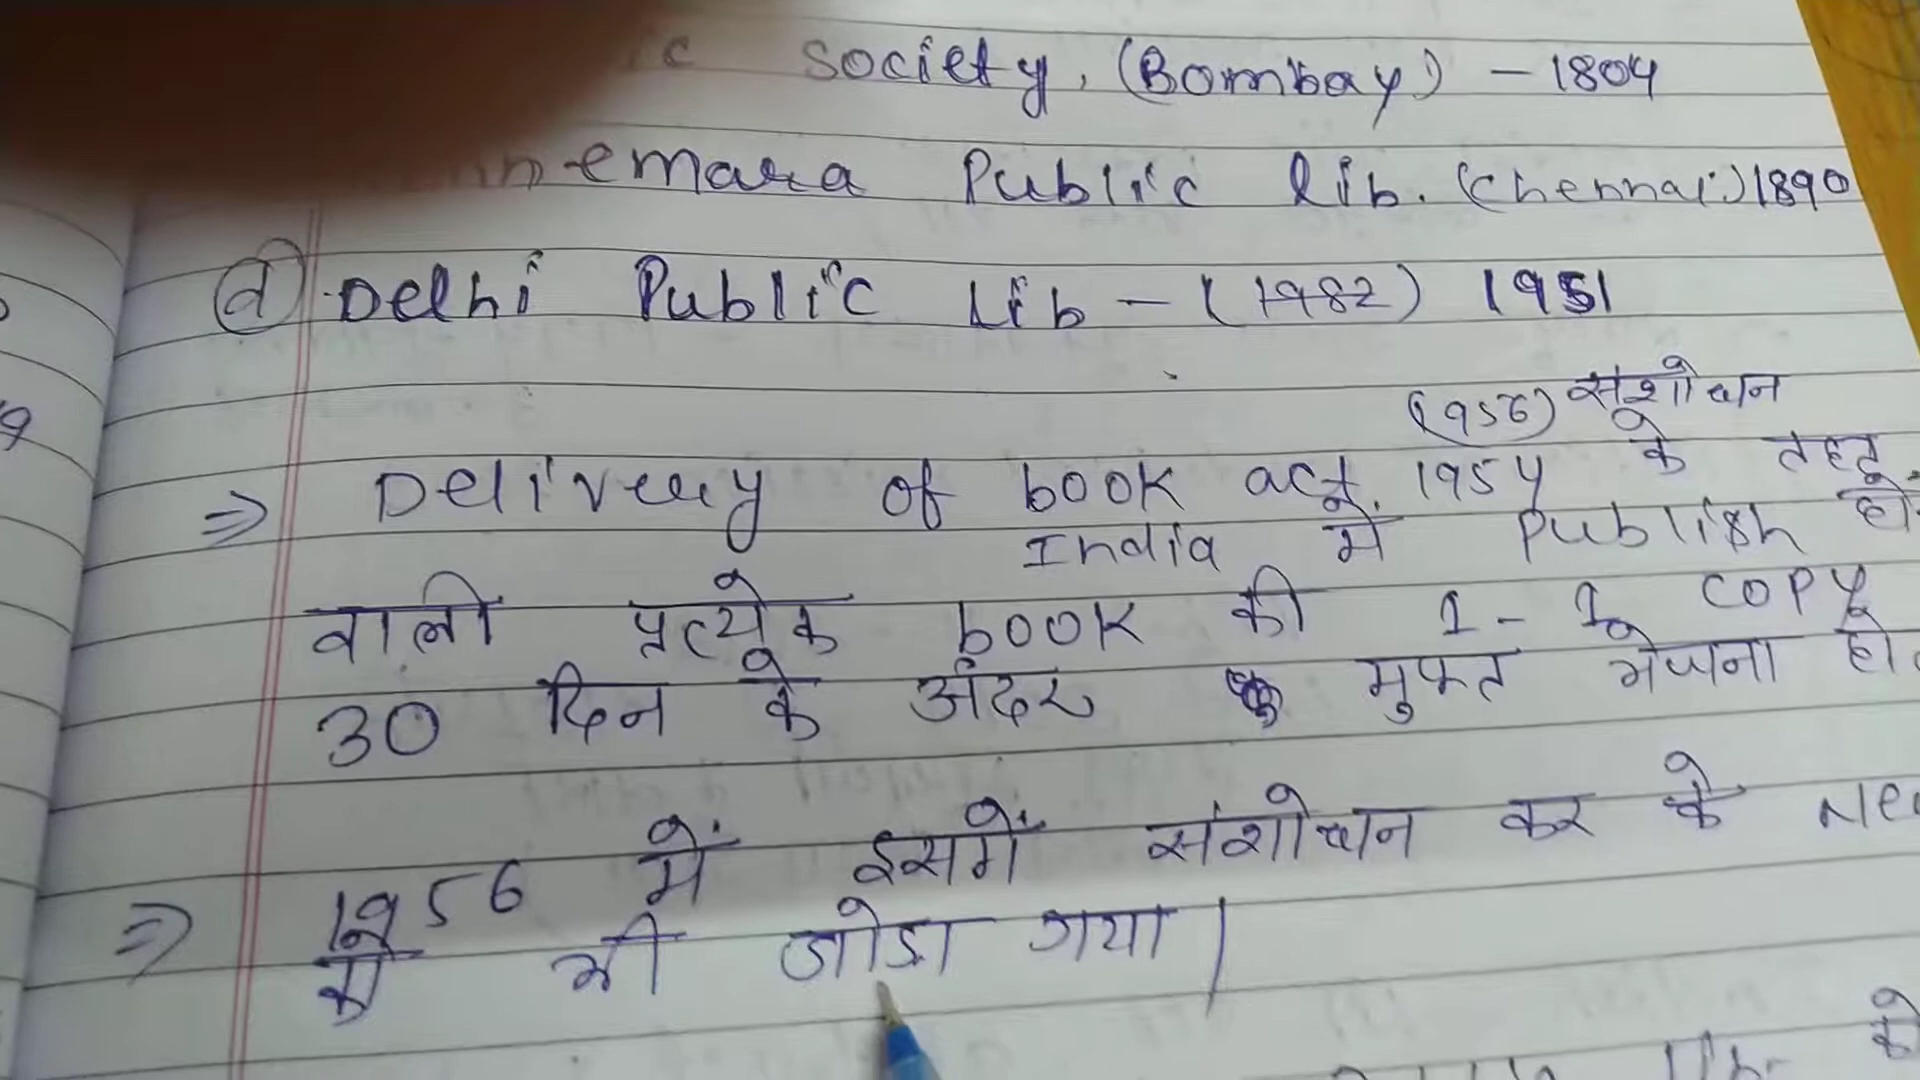 Society, (Bombay) - 1804
Public Lib. (Chennai) 1890
(d) Delhi Public Lib - (1982) 1951
(1956) संशोधन
⇒ Delivery of book act. 1954 के तहत
India में Publish
वाली प्रत्येक book की 1-1 copy
30 दिन के अंदर मुफ्त भेजना
⇒ 1956 में इसमें संशोधन कर के
को भी जोडा गया।